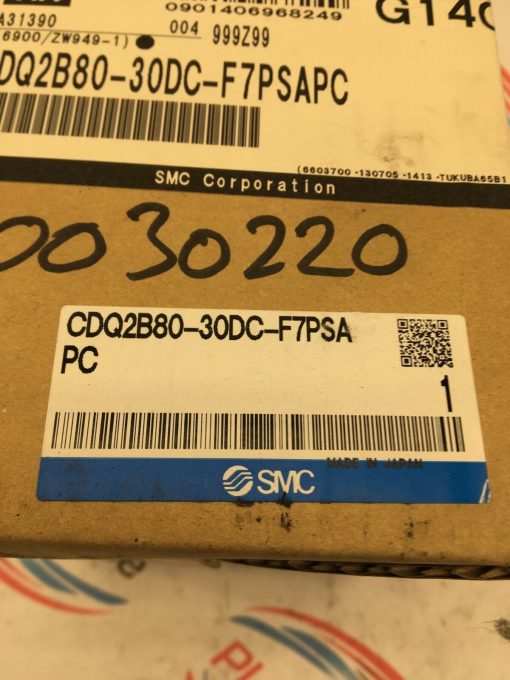 0901406968249
G140
A31390
6900/ZW949-1)
004 999Z99
CDQ2B80-30DC-F7PSAPC
(6603700 -130705 -1413 -TUKUBA65B1
SMC Corporation
0030220
CDQ2B80-30DC-F7PSA
PC
1
MADE IN JAPAN
SMC